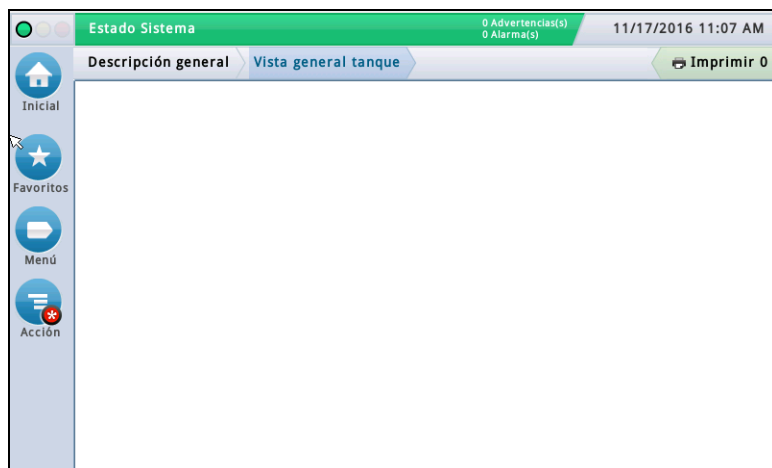 Estado Sistema
0 Advertencias(s)
0 Alarma(s)
11/17/2016 11:07 AM
Descripción general
Vista general tanque
Imprimir 0
Inicial
Favoritos
Menú
Acción